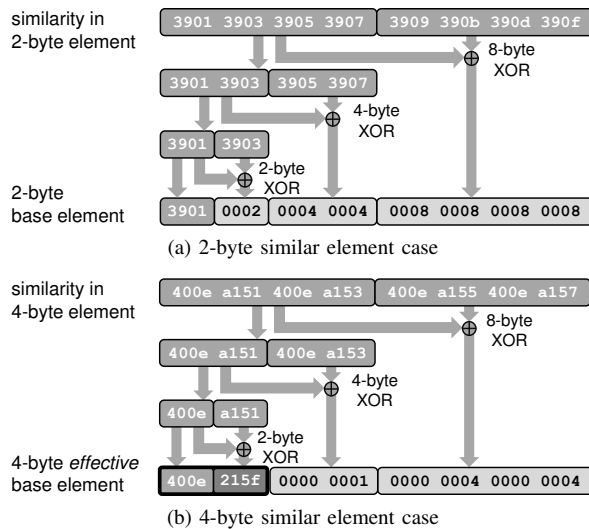 similarity in
2-byte element
3901 3903 3905 3907 3909 390b 390d 390f
8-byte
XOR
3901 3903 3905 3907
4-byte
XOR
3901 3903
2-byte
XOR
2-byte
base element
3901 0002 0004 0004 0008 0008 0008 0008
(a) 2-byte similar element case
similarity in
4-byte element
400e a151 400e a153 400e a155 400e a157
8-byte
XOR
400e a151 400e a153
4-byte
XOR
400e a151
2-byte
XOR
4-byte effective
base element
400e 215f 0000 0001 0000 0004 0000 0004
(b) 4-byte similar element case